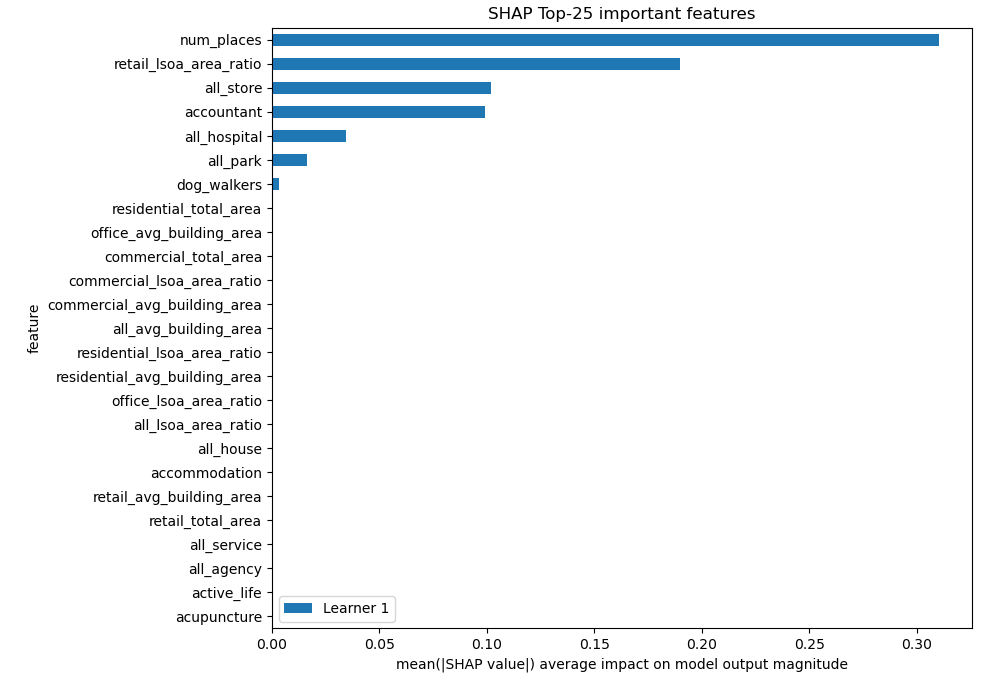 SHAP Top-25 important features
num_places
retail_lsoa_area_ratio
all_store
accountant
all_hospital
all_park
dog_walkers
residential_total_area
office_avg_building_area
commercial_total_area
commercial_lsoa_area_ratio
commercial_avg_building_area
all_avg_building_area
residential_lsoa_area_ratio
residential_avg_building_area
office_lsoa_area_ratio
all_lsoa_area_ratio
all_house
accommodation
retail_avg_building_area
retail_total_area
all_service
all_agency
active_life
acupuncture
feature
Learner 1
0.00 0.05 0.10 0.15 0.20 0.25 0.30
mean(|SHAP value|) average impact on model output magnitude